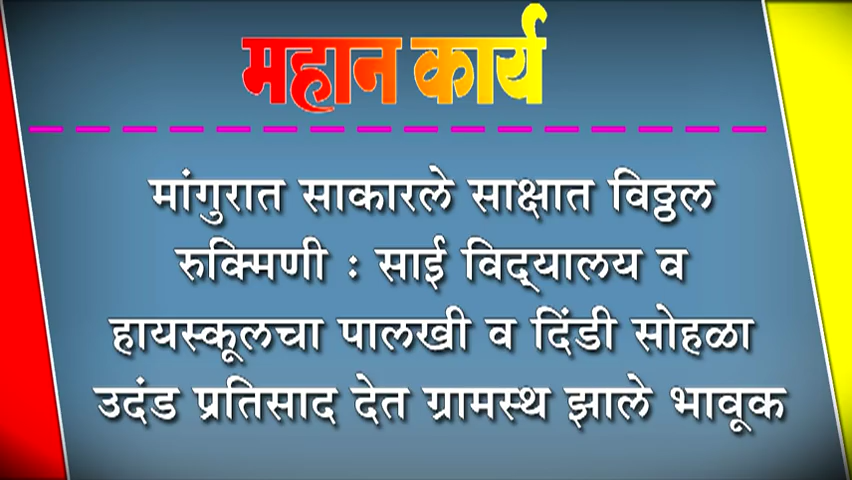 महान कार्य
मांगुरात साकारले साक्षात विठ्ठल
रुक्मिणी : साई विद्‌यालय व
हायस्कूलचा पालखी व दिंडी सोहळा
उदंड प्रतिसाद देत ग्रामस्थ झाले भावूक